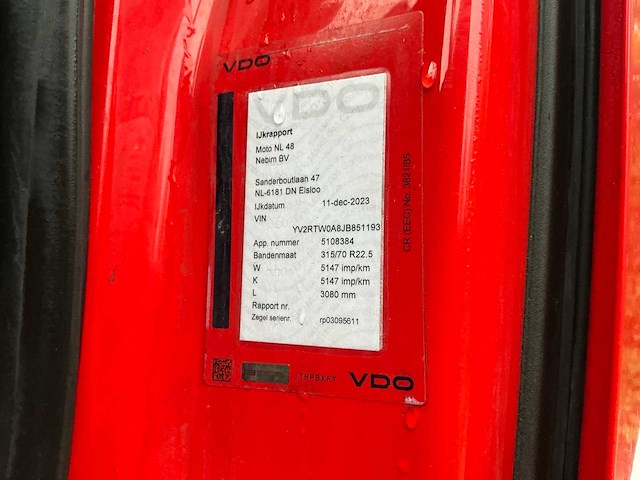 VDO
VDO
IJkrapport
Moto NL 48
Nebim BV
Sanderboutlaan 47
NL-6181 DN Elsloo
IJkdatum 11-dec-2023
VIN
YV2RTW0A8JB851193
App. nummer 5108384
Bandenmaat 315/70 R22.5
W 5147 imp/km
K 5147 imp/km
L 3080 mm
Rapport nr.
Zegel serienr. rp03095611
CR (EEC) No. 3821/85
VDO